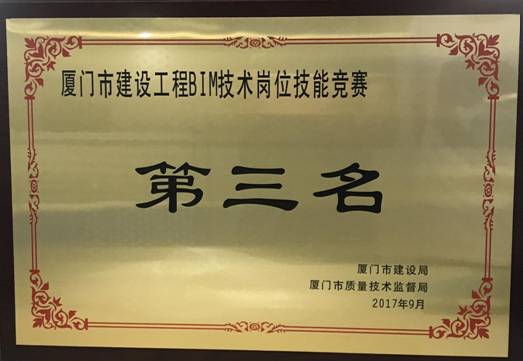 厦门市建设工程BIM技术岗位技能竞赛
第三名
厦门市建设局
厦门市质量技术监督局
2017年9月